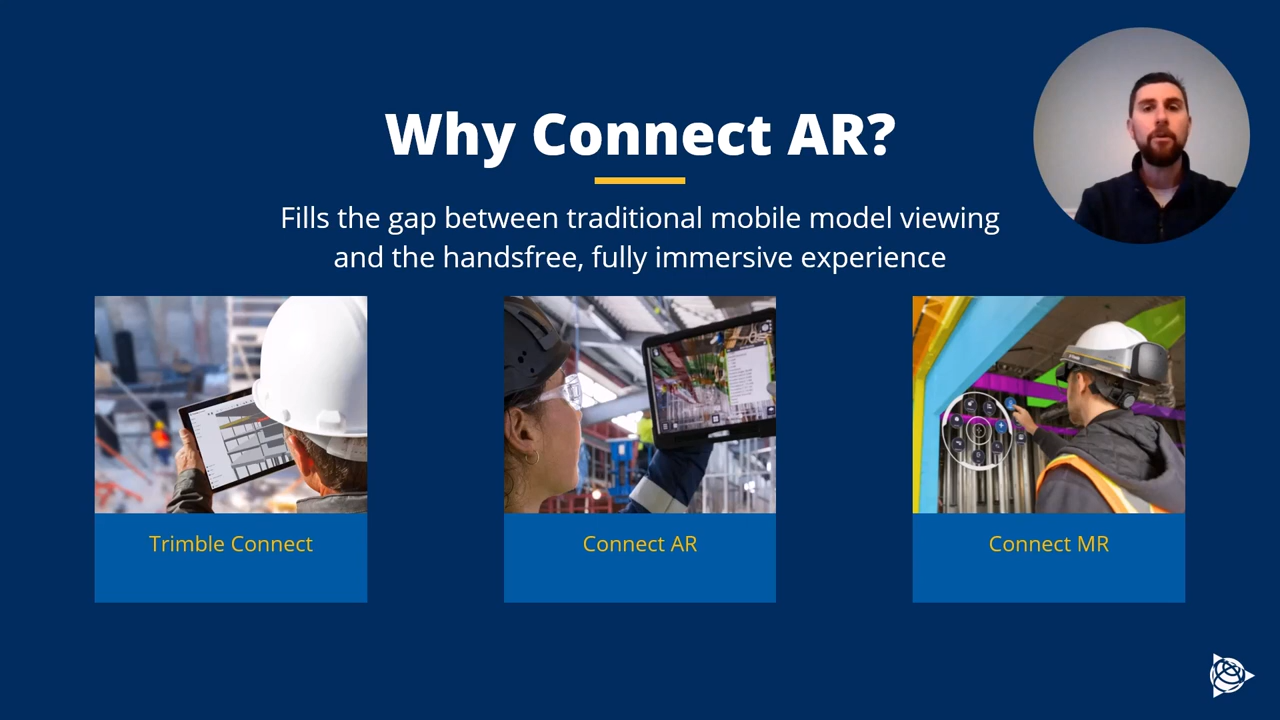 Why Connect AR?
Fills the gap between traditional mobile model viewing
and the handsfree, fully immersive experience
Trimble Connect
Connect AR
Connect MR